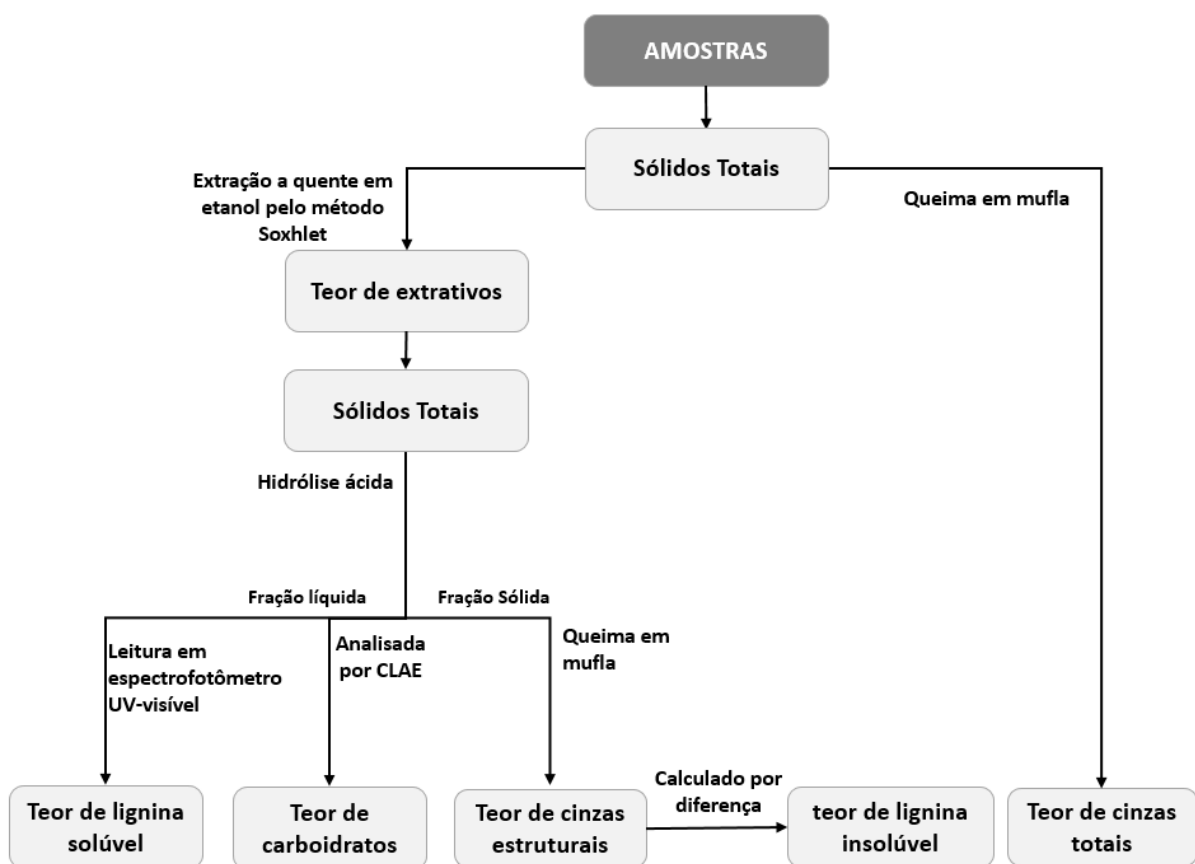 AMOSTRAS
Sólidos Totais
Extração a quente em
etanol pelo método
Soxhlet
Queima em mufla
Teor de extrativos
Sólidos Totais
Hidrólise ácida
Fração líquida
Fração Sólida
Leitura em
espectrofotômetro
UV-visível
Analisada
por CLAE
Queima em
mufla
Teor de lignina
solúvel
Teor de
carboidratos
Teor de cinzas
estruturais
Calculado por
diferença
teor de lignina
insolúvel
Teor de cinzas
totais